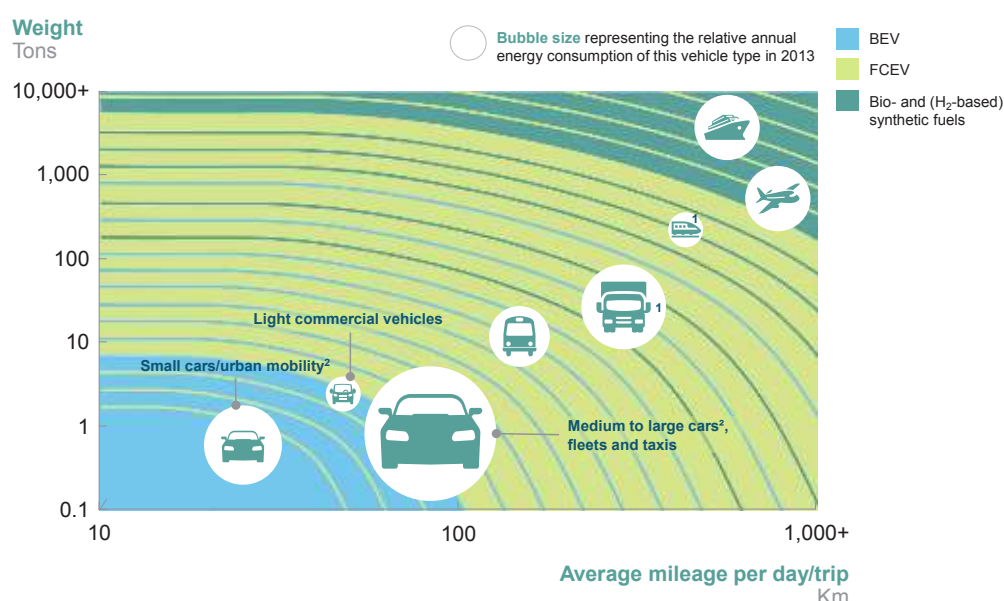 Weight
Tons
Bubble size representing the relative annual
energy consumption of this vehicle type in 2013
BEV
FCEV
Bio- and (H₂-based)
synthetic fuels
10,000+
1,000
100
10
1
0.1
1
1
Light commercial vehicles
Small cars/urban mobility²
Medium to large cars²,
fleets and taxis
10
100
1,000+
Average mileage per day/trip
Km